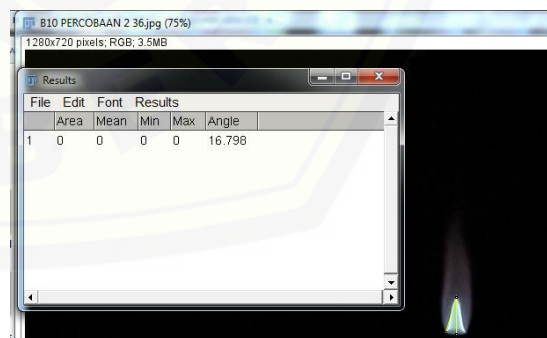 B10 PERCOBAAN 2 36.jpg (75%)
1280x720 pixels; RGB; 3.5MB
Results
File Edit Font Results
Area Mean Min Max Angle
1 0 0 0 0 16.798